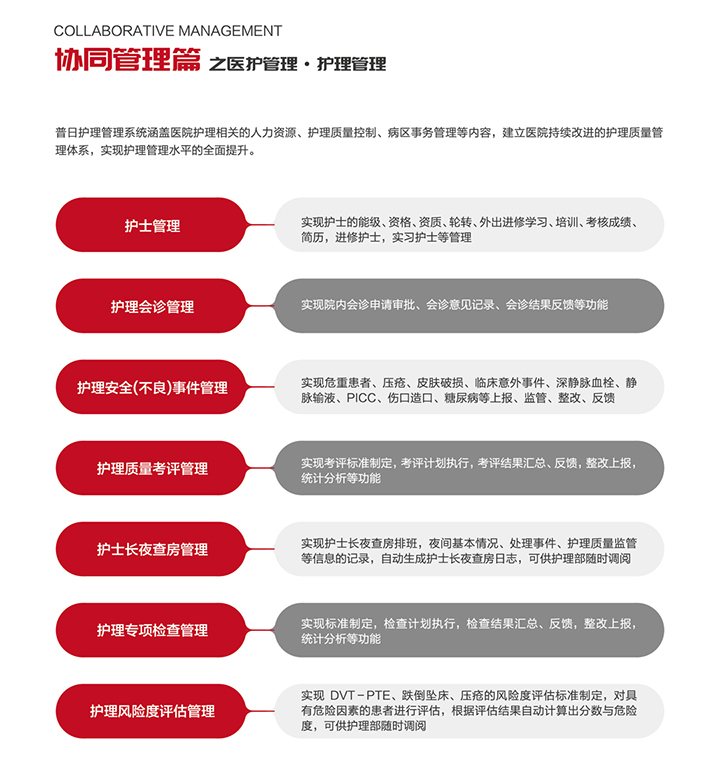 COLLABORATIVE MANAGEMENT
协同管理篇 之医护管理·护理管理
昔日护理管理系统涵盖医院护理相关的人力资源、护理质量控制、病区事务管理等内容，建立医院持续改进的护理质量管
理体系，实现护理管理水平的全面提升。
护士管理
实现护士的能级、资格、资质、轮转、外出进修学习、培训、考核成绩、
简历，进修护士，实习护士等管理
护理会诊管理
实现院内会诊申请审批、会诊意见记录、会诊结果反馈等功能
护理安全(不良)事件管理
实现危重患者、压疮、皮肤破损、临床意外事件、深静脉血栓、静
脉输液、PICC、伤口造口、糖尿病等上报、监管、整改、反馈
护理质量考评管理
实现考评标准制定，考评计划执行，考评结果汇总、反馈，整改上报，
统计分析等功能
护士长夜查房管理
实现护士长夜查房排班，夜间基本情况、处理事件、护理质量监管
等信息的记录，自动生成护士长夜查房日志，可供护理部随时调阅
护理专项检查管理
实现标准制定，检查计划执行，检查结果汇总、反馈，整改上报，
统计分析等功能
护理风险度评估管理
实现 DVT-PTE、跌倒坠床、压疮的风险度评估标准制定，对具
有危险因素的患者进行评估，根据评估结果自动计算出分数与危险
度，可供护理部随时调阅